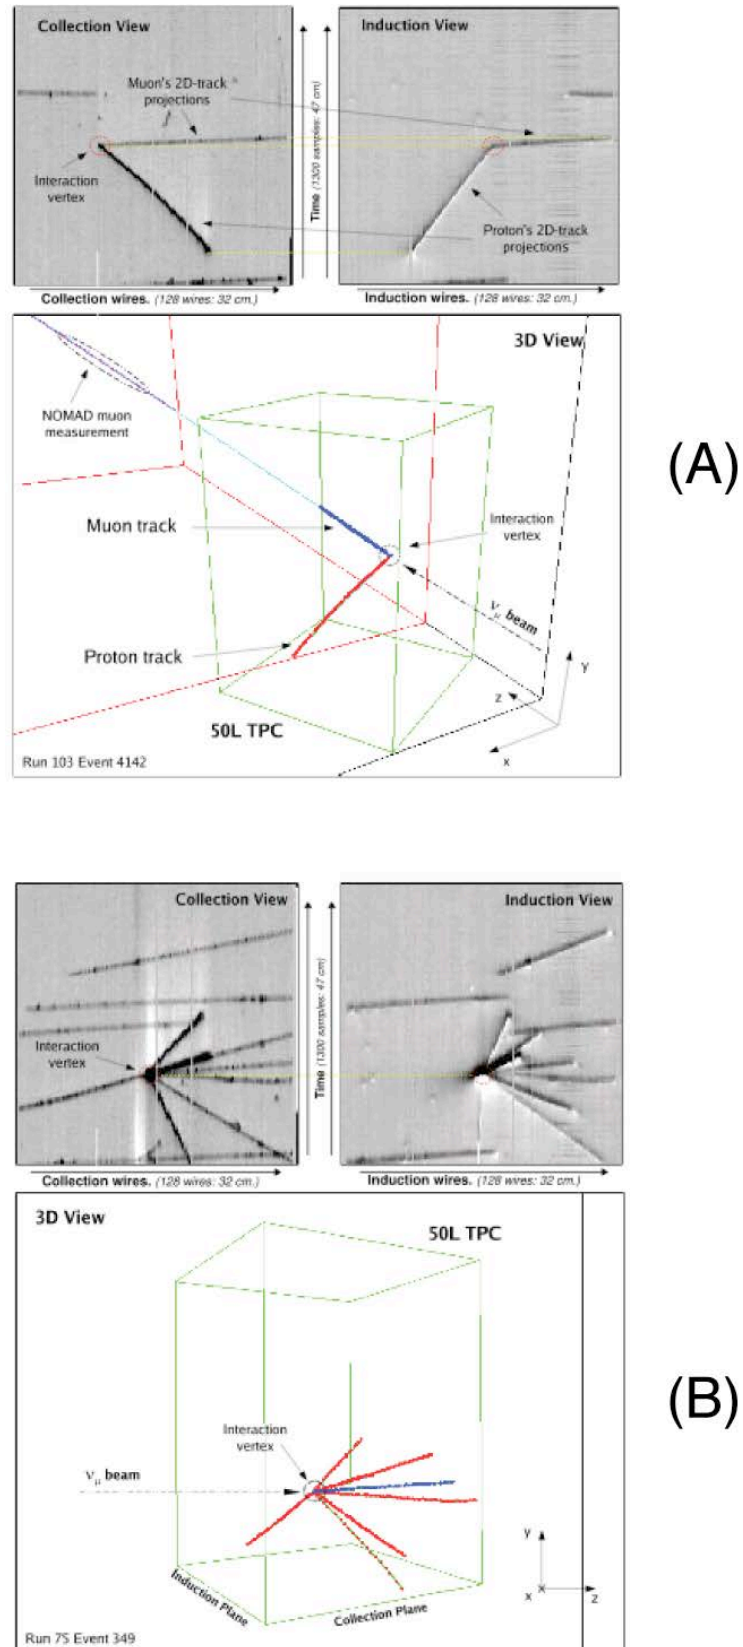 Collection View
Induction View
Muon's 2D-track
projections
Interaction
vertex
Time (1300 samples: 47 cm)
Proton's 2D-track
projections
Collection wires. (128 wires: 32 cm.)
Induction wires. (128 wires: 32 cm.)
3D View
NOMAD muon
measurement
(A)
Muon track
Interaction
vertex
νμ beam
Proton track
y
z
x
50L TPC
Run 103 Event 4142
Collection View
Induction View
Interaction
vertex
Time (1300 samples: 47 cm)
Collection wires. (128 wires: 32 cm.)
Induction wires. (128 wires: 32 cm.)
3D View
50L TPC
(B)
Interaction
vertex
νμ beam
y
x
z
Induction Plane
Collection Plane
Run 75 Event 349